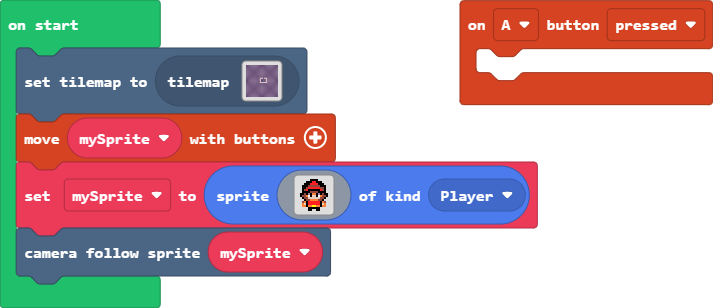 on start
set tilemap to tilemap
move mySprite with buttons
set mySprite to sprite of kind Player
camera follow sprite mySprite
on A button pressed